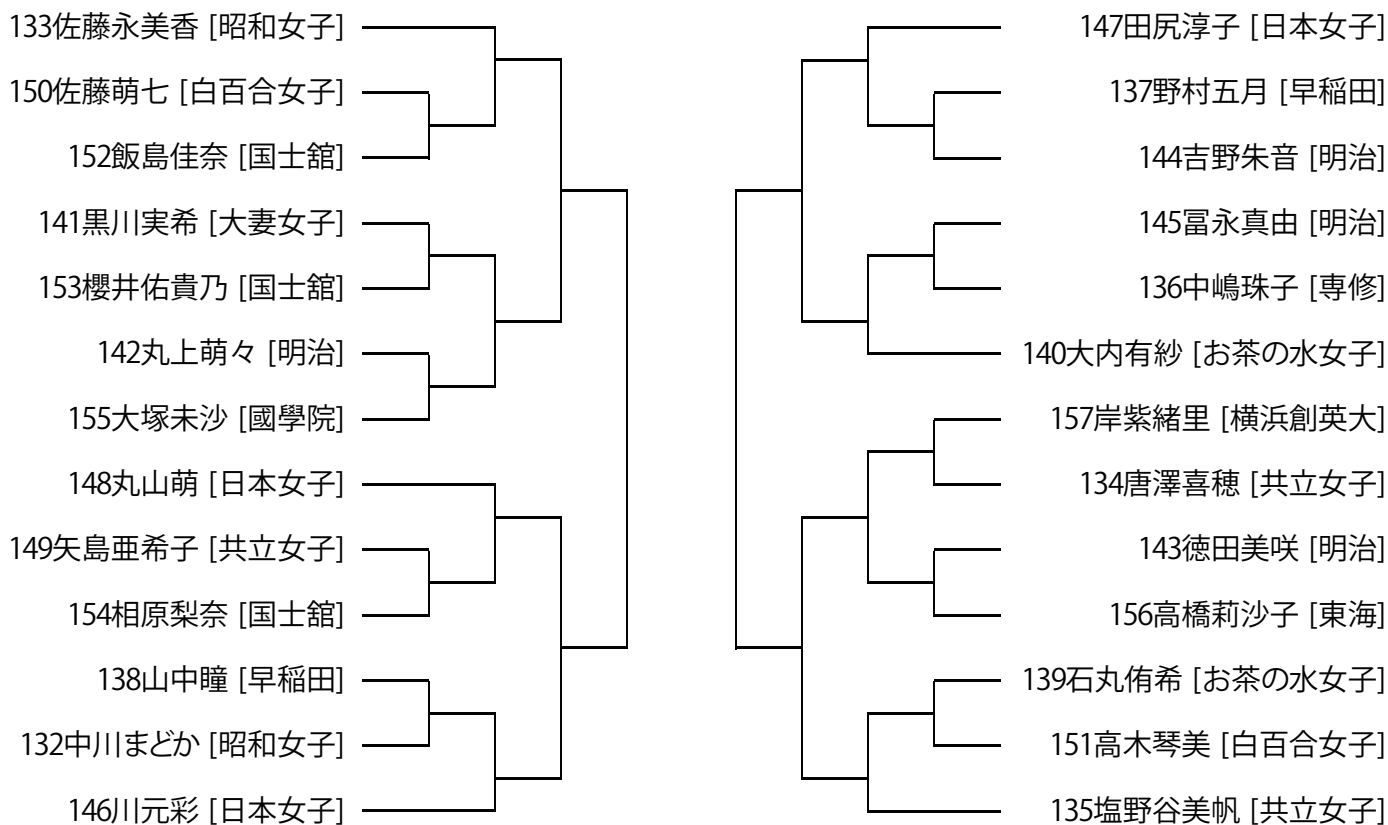 133佐藤永美香 [昭和女子]
150佐藤萌七 [白百合女子]
152飯島佳奈 [国士舘]
141黒川実希 [大妻女子]
153櫻井佑貴乃 [国士舘]
142丸上萌々 [明治]
155大塚未沙 [國學院]
148丸山萌 [日本女子]
149矢島亜希子 [共立女子]
154相原梨奈 [国士舘]
138山中瞳 [早稲田]
132中川まどか [昭和女子]
146川元彩 [日本女子]
147田尻淳子 [日本女子]
137野村五月 [早稲田]
144吉野朱音 [明治]
145冨永真由 [明治]
136中嶋珠子 [専修]
140大内有紗 [お茶の水女子]
157岸紫緒里 [横浜創英大]
134唐澤喜穂 [共立女子]
143徳田美咲 [明治]
156高橋莉沙子 [東海]
139石丸侑希 [お茶の水女子]
151高木琴美 [白百合女子]
135塩野谷美帆 [共立女子]